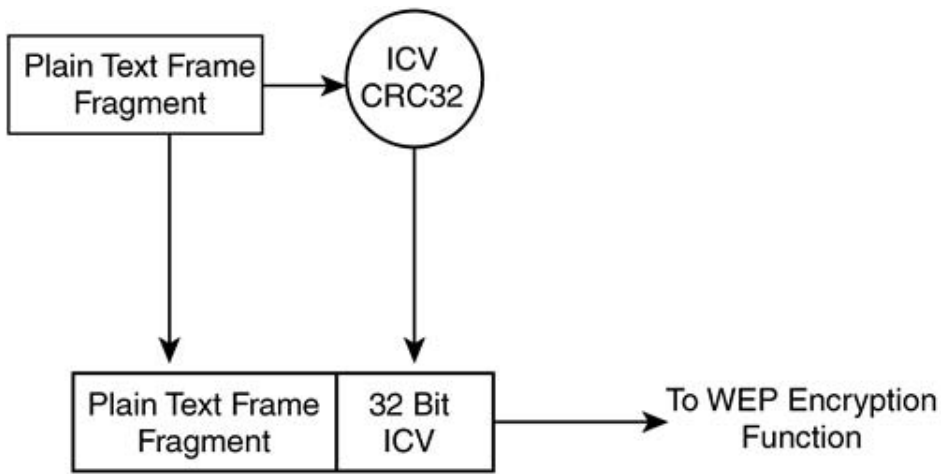 Plain Text Frame
Fragment
ICV
CRC32
Plain Text Frame
Fragment
32 Bit
ICV
To WEP Encryption
Function